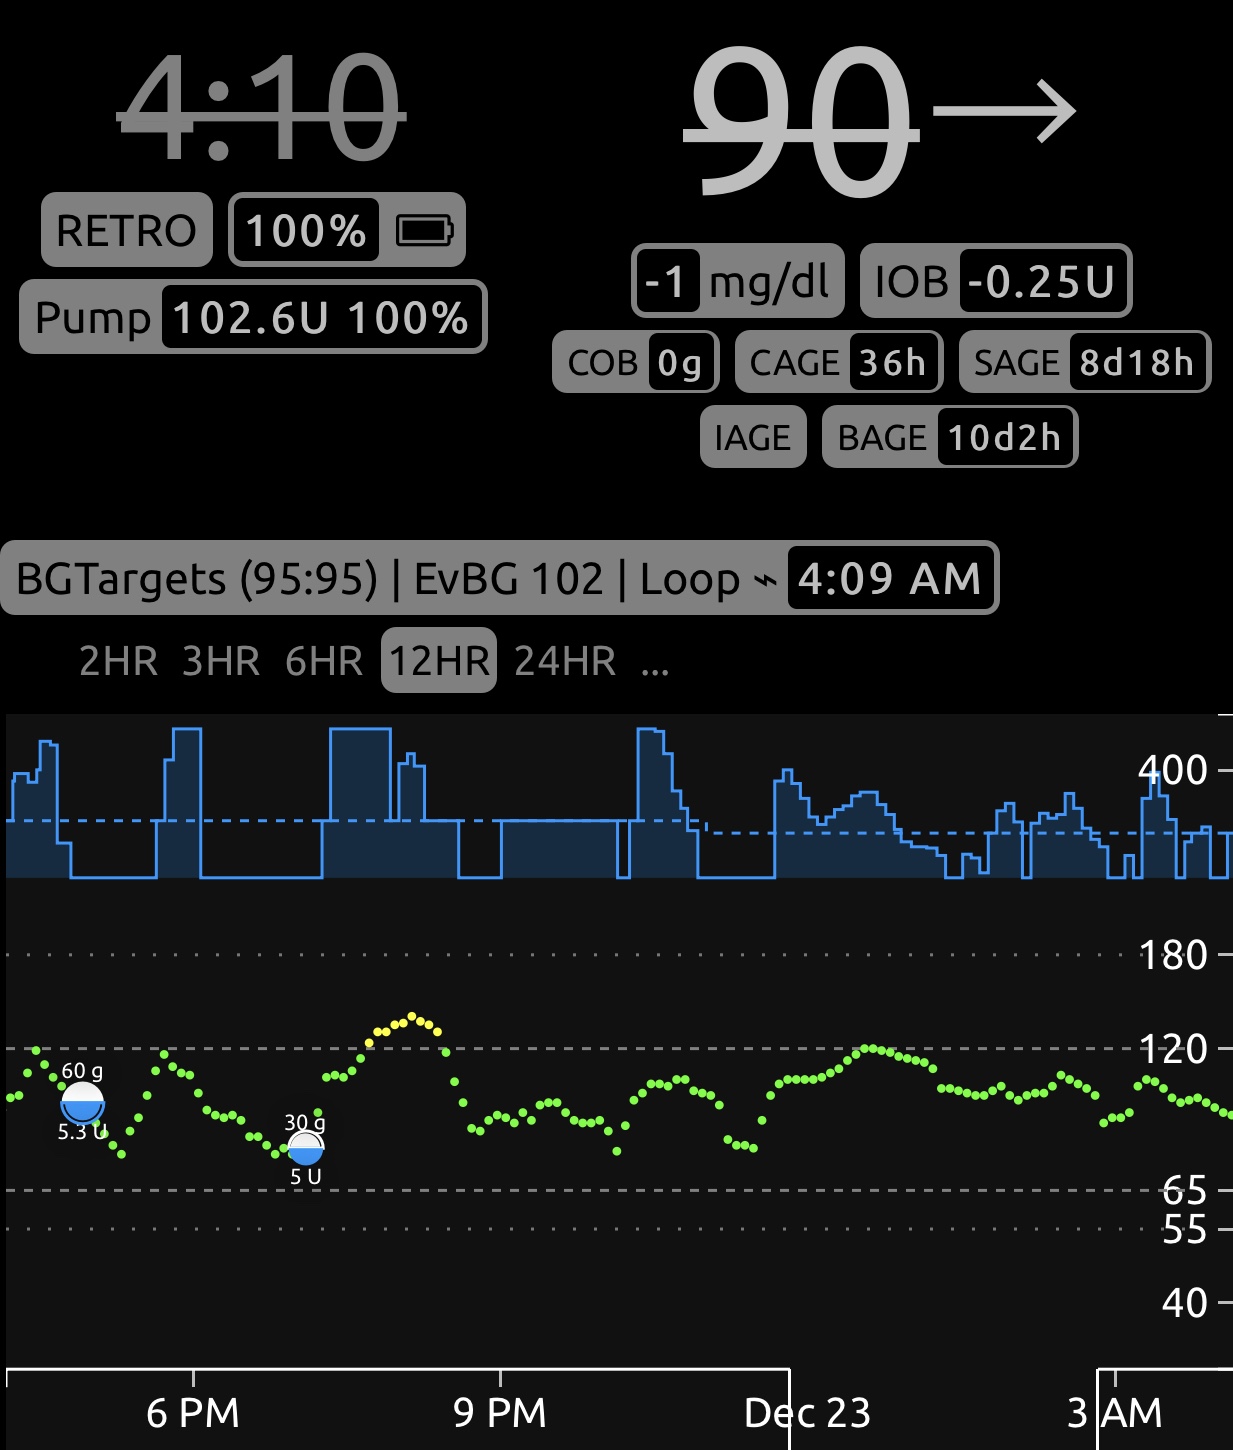 4:10
RETRO 100%
Pump 102.6U 100%
90→
-1 mg/dl IOB -0.25U
COB 0g CAGE 36h SAGE 8d18h
IAGE BAGE 10d2h
BGTargets (95:95) | EvBG 102 | Loop ⌁ 4:09 AM
2HR 3HR 6HR 12HR 24HR ...
400
180
120
60 g
5.3 U
30 g
5 U
65
55
40
6 PM 9 PM Dec 23 3 AM